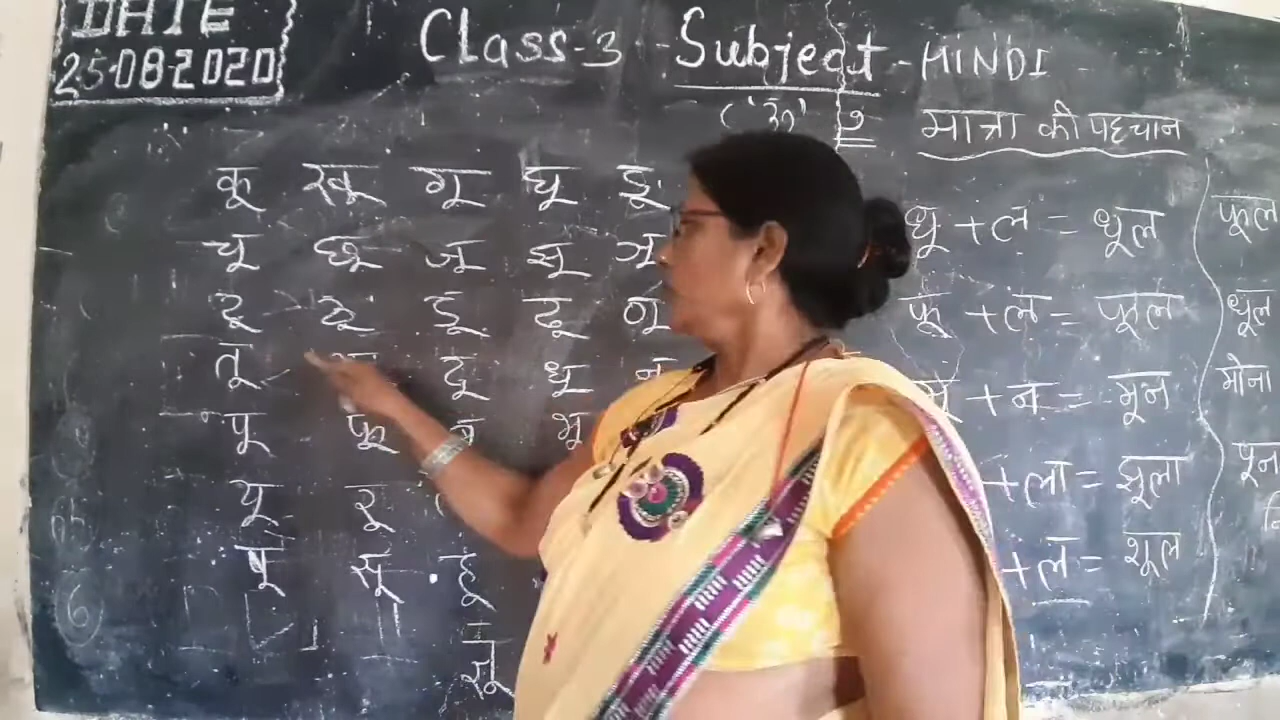 DATE
25-08-2020
Class-3 - Subject - HINDI -
('ऊ')
मात्रा की पहचान
कू खू गू घू ङू
चू छू जू झू ञू
टू ठू डू ढू णू
तू दू धू
पू फू बू भू
यू रू
षू सू हू
ज्ञू
धू + ल = धूल
फू + ल = फूल
मू + न = मून
+ ला = झूला
+ ल = शूल
फूल
धूल
मोना